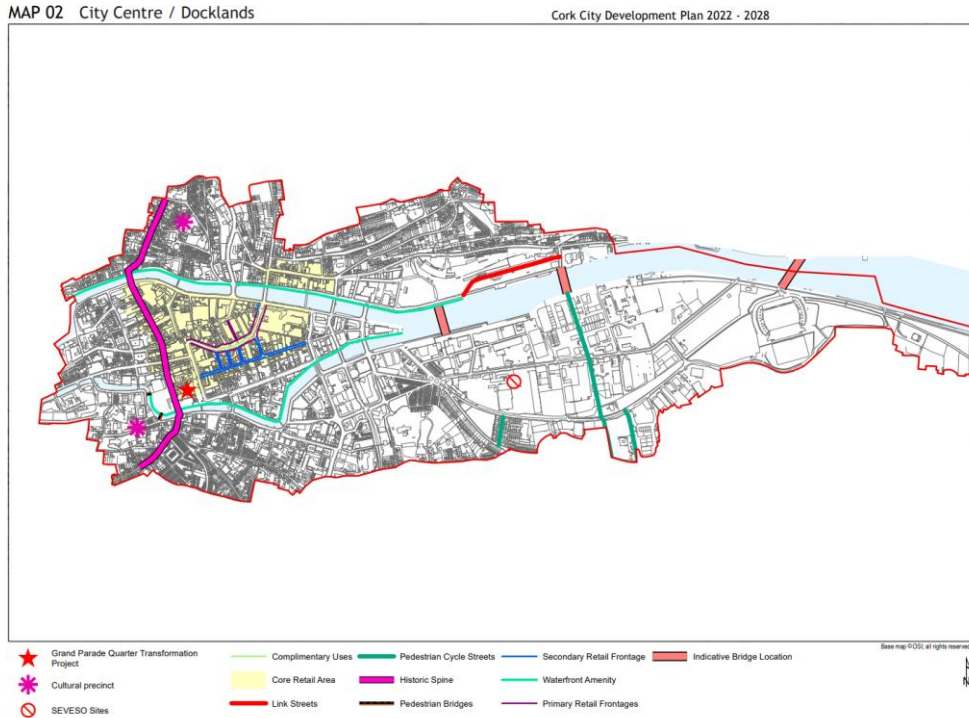 MAP 02 City Centre / Docklands
Cork City Development Plan 2022 - 2028
Base map © OSI, all rights reserved
Grand Parade Quarter Transformation
Project
Cultural precinct
SEVESO Sites
Complimentary Uses
Core Retail Area
Link Streets
Pedestrian Cycle Streets
Historic Spine
Pedestrian Bridges
Secondary Retail Frontage
Waterfront Amenity
Primary Retail Frontages
Indicative Bridge Location